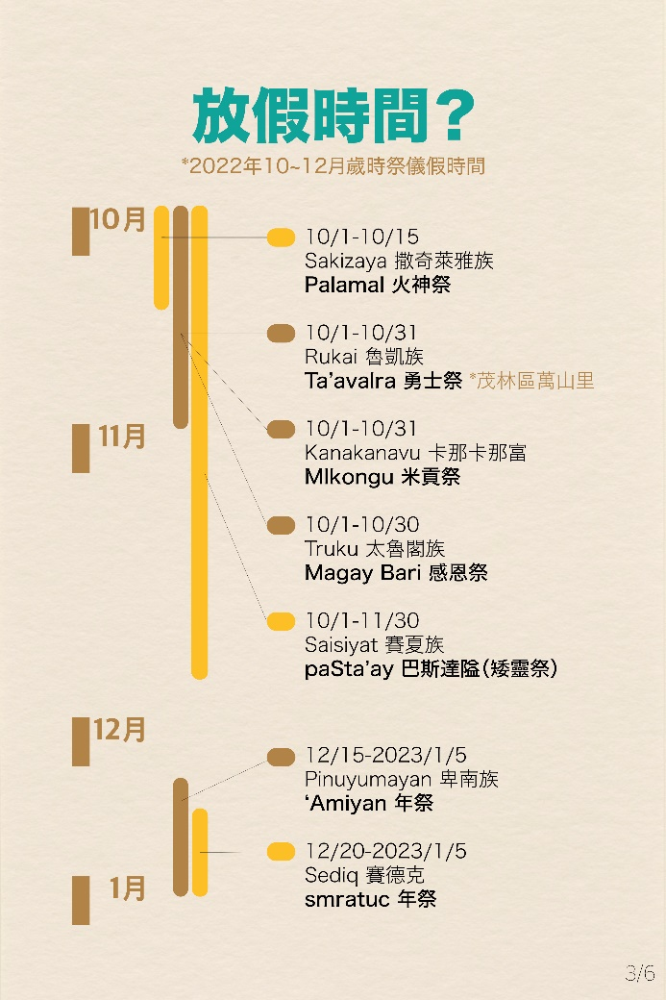 放假時間?
*2022年10~12月歲時祭儀假時間
10月
10/1-10/15
Sakizaya 撒奇萊雅族
Palamal 火神祭
10/1-10/31
Rukai 魯凱族
Ta’avalra 勇士祭 *茂林區萬山里
11月
10/1-10/31
Kanakanavu 卡那卡那富
MIkongu 米貢祭
10/1-10/30
Truku 太魯閣族
Magay Bari 感恩祭
10/1-11/30
Saisiyat 賽夏族
paSta’ay 巴斯達隘(矮靈祭)
12月
12/15-2023/1/5
Pinuyumayan 卑南族
‘Amiyan 年祭
12/20-2023/1/5
Sediq 賽德克
smratuc 年祭
1月
3/6